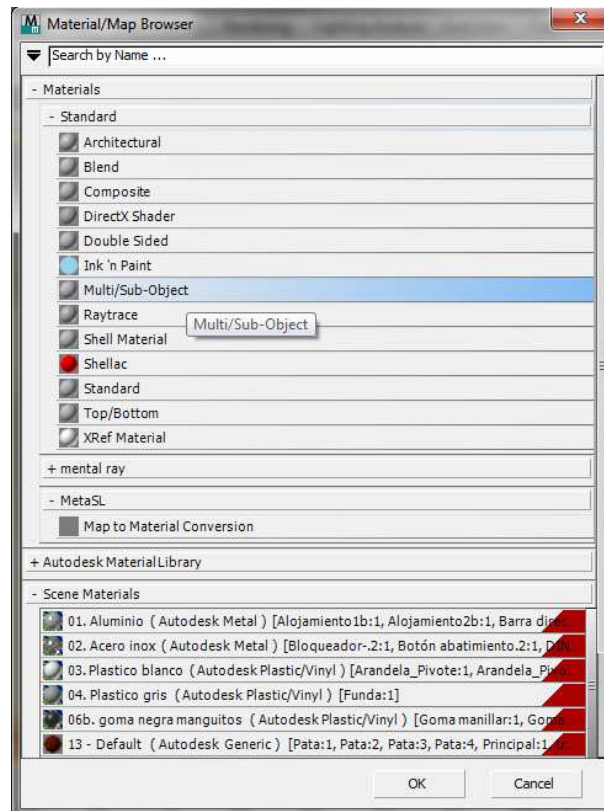 Material/Map Browser
Search by Name ...
- Materials
- Standard
Architectural
Blend
Composite
DirectX Shader
Double Sided
Ink 'n Paint
Multi/Sub-Object
Raytrace
Multi/Sub-Object
Shell Material
Shellac
Standard
Top/Bottom
XRef Material
+ mental ray
- MetaSL
Map to Material Conversion
+ Autodesk Material Library
- Scene Materials
01. Aluminio ( Autodesk Metal ) [Alojamiento1b:1, Alojamiento2b:1, Barra direc...
02. Acero inox ( Autodesk Metal ) [Bloqueador-.2:1, Botón abatimiento.2:1, DIN...
03. Plastico blanco ( Autodesk Plastic/Vinyl ) [Arandela_Pivote:1, Arandela_Pivo...
04. Plastico gris ( Autodesk Plastic/Vinyl ) [Funda:1]
06b. goma negra manguitos ( Autodesk Plastic/Vinyl ) [Goma manillar:1, Goma...
13 - Default ( Autodesk Generic ) [Pata:1, Pata:2, Pata:3, Pata:4, Principal:1,
OK Cancel